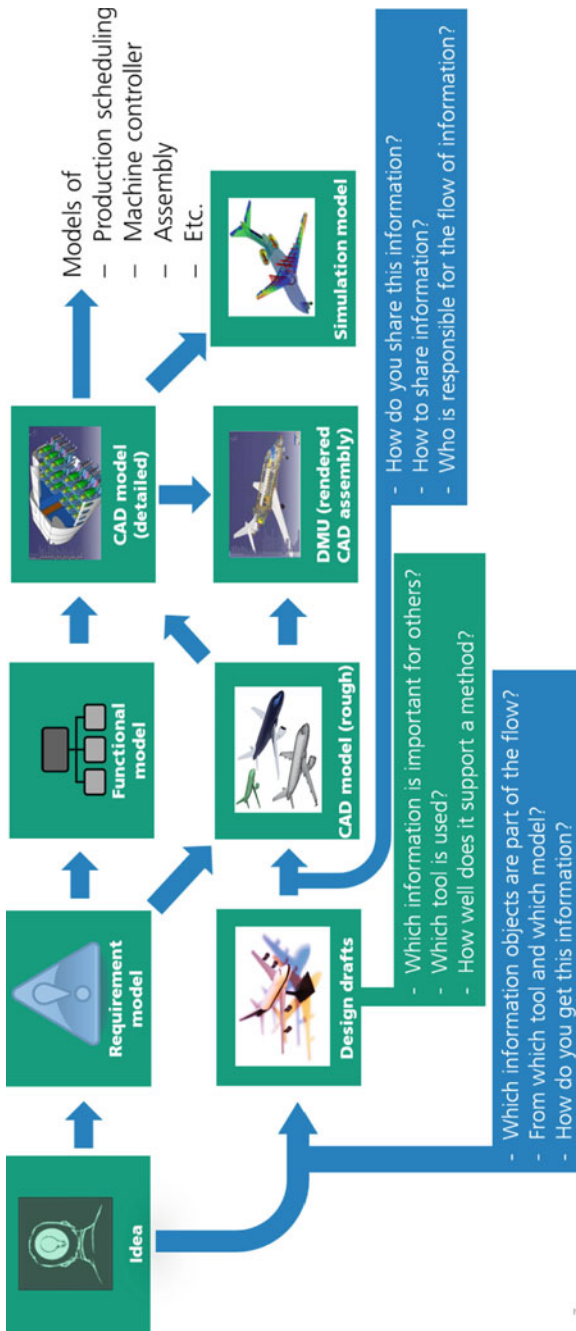 Idea
Requirement
model
Functional
model
CAD model
(detailed)
Models of
- Production scheduling
- Machine controller
- Assembly
- Etc.
Design drafts
CAD model (rough)
DMU (rendered
CAD assembly)
Simulation model
- How do you share this information?
- How to share information?
- Who is responsible for the flow of information?
- Which information is important for others?
- Which tool is used?
- How well does it support a method?
- Which information objects are part of the flow?
- From which tool and which model?
- How do you get this information?